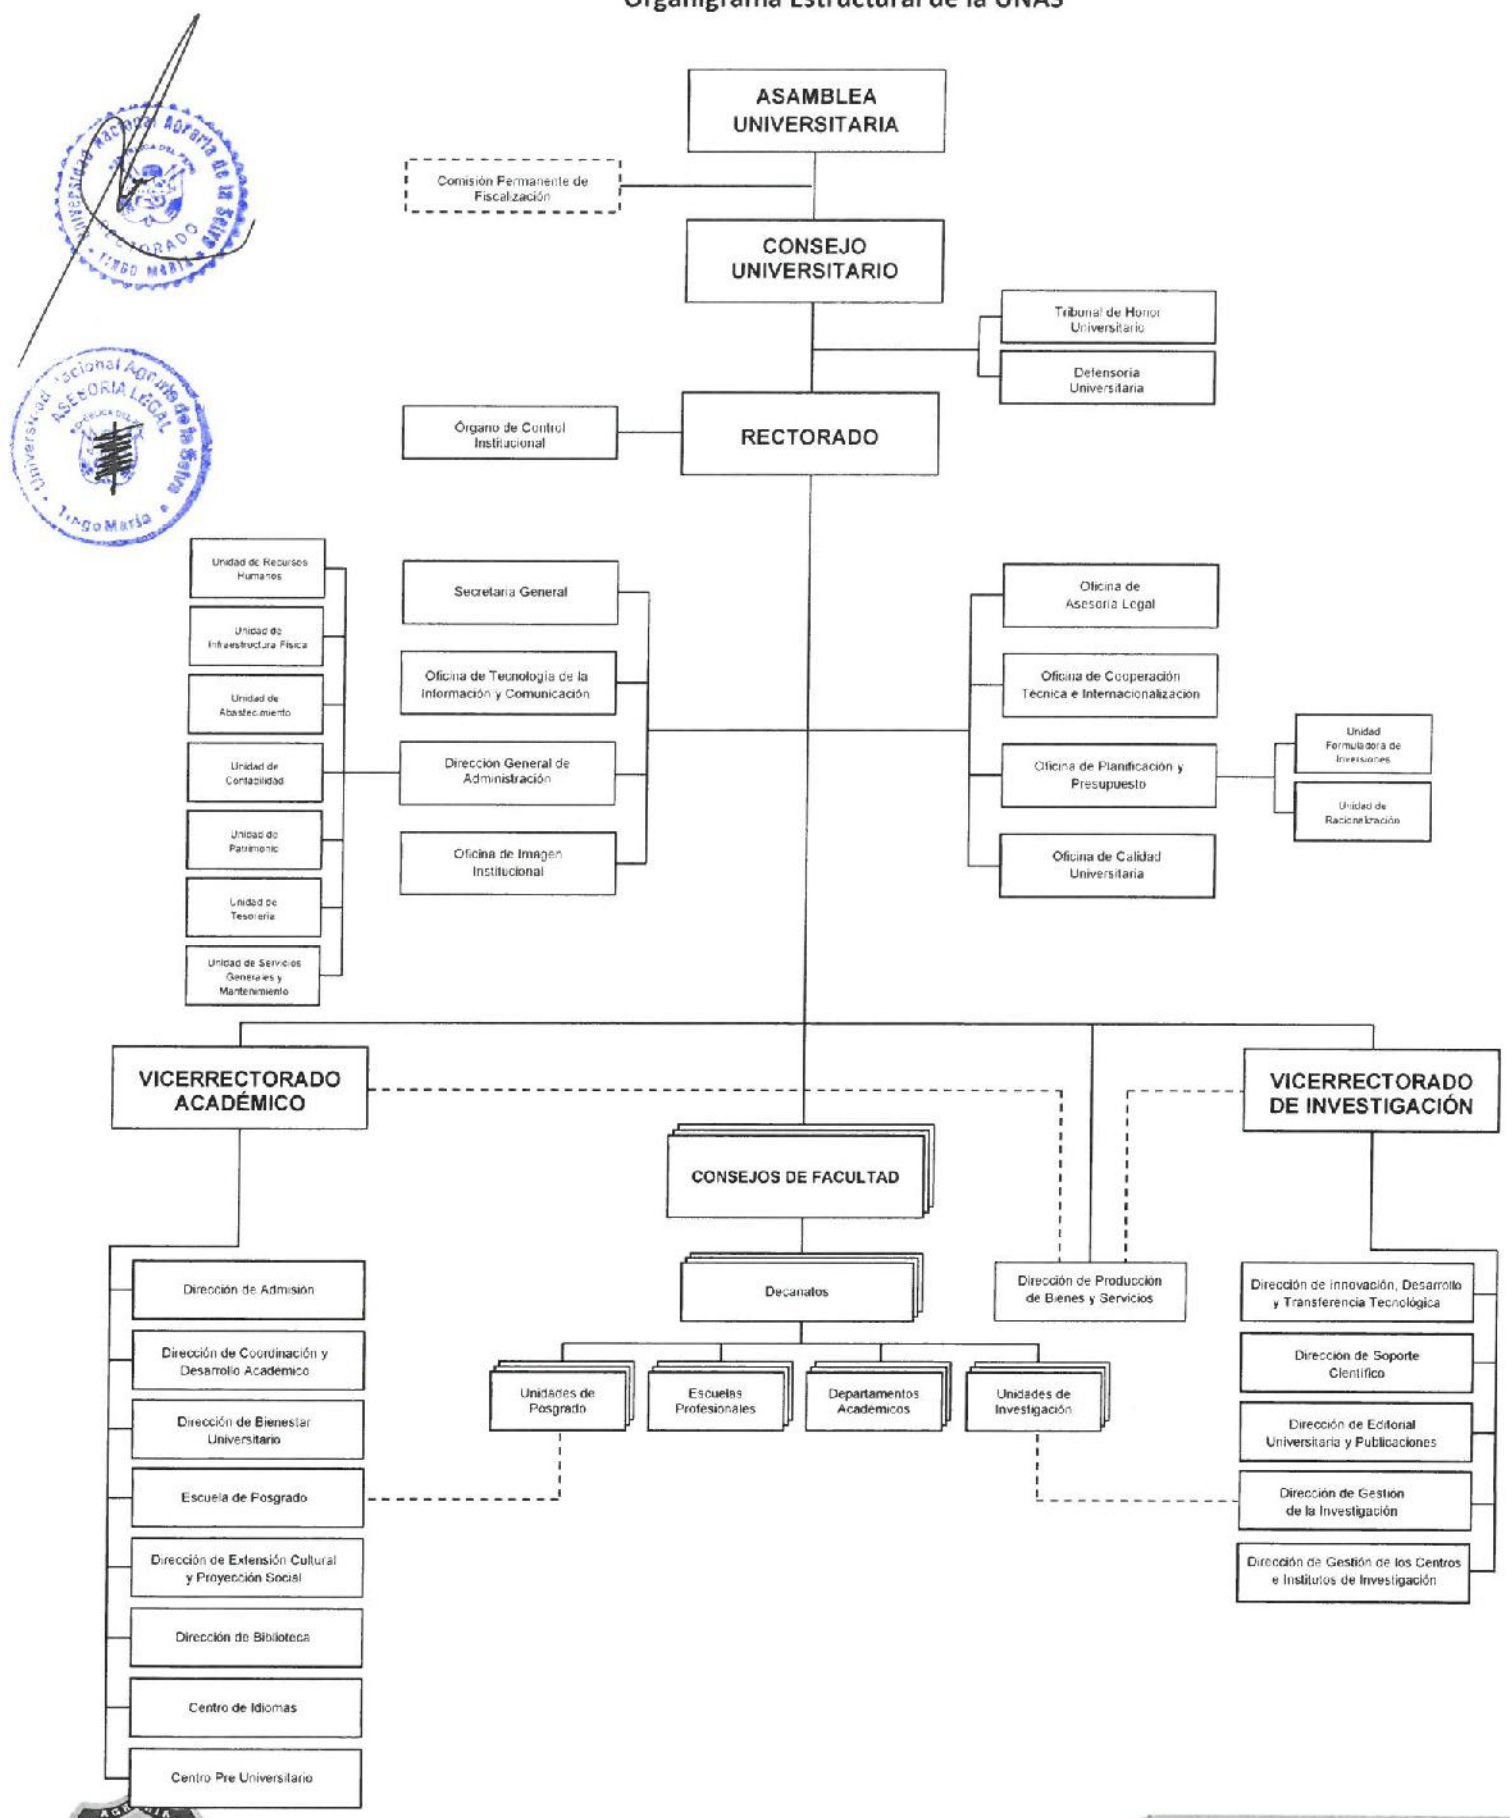 Organigrama Estructural de la UNAS
ASAMBLEA
UNIVERSITARIA
Comisión Permanente de
Fiscalización
CONSEJO
UNIVERSITARIO
Tribunal de Honor
Universitario
Defensoría
Universitaria
Órgano de Control
Institucional
RECTORADO
Universidad Nacional Agraria de la Selva
REPUBLICA DEL PERU
RECTORADO
TINGO MARIA
Universidad Nacional Agraria de la Selva
ASESORIA LEGAL
REPUBLICA DEL
Tingo Maria
Unidad de Recursos
Humanos
Unidad de
Infraestructura Física
Unidad de
Abastecimiento
Unidad de
Contabilidad
Unidad de
Patrimonio
Unidad de
Tesorería
Unidad de Servicios
Generales y
Mantenimiento
Secretaría General
Oficina de Tecnología de la
Información y Comunicación
Dirección General de
Administración
Oficina de Imagen
Institucional
Oficina de
Asesoría Legal
Oficina de Cooperación
Técnica e Internacionalización
Oficina de Planificación y
Presupuesto
Oficina de Calidad
Universitaria
Unidad
Formuladora de
Inversiones
Unidad de
Racionalización
VICERRECTORADO
ACADÉMICO
VICERRECTORADO
DE INVESTIGACIÓN
CONSEJOS DE FACULTAD
Decanatos
Dirección de Producción
de Bienes y Servicios
Unidades de
Posgrado
Escuelas
Profesionales
Departamentos
Académicos
Unidades de
Investigación
Dirección de Admisión
Dirección de Coordinación y
Desarrollo Académico
Dirección de Bienestar
Universitario
Escuela de Posgrado
Dirección de Extensión Cultural
y Proyección Social
Dirección de Biblioteca
Centro de Idiomas
Centro Pre Universitario
Dirección de Innovación, Desarrollo
y Transferencia Tecnológica
Dirección de Soporte
Científico
Dirección de Editorial
Universitaria y Publicaciones
Dirección de Gestión
de la Investigación
Dirección de Gestión de los Centros
e Institutos de Investigación
AGRARIA